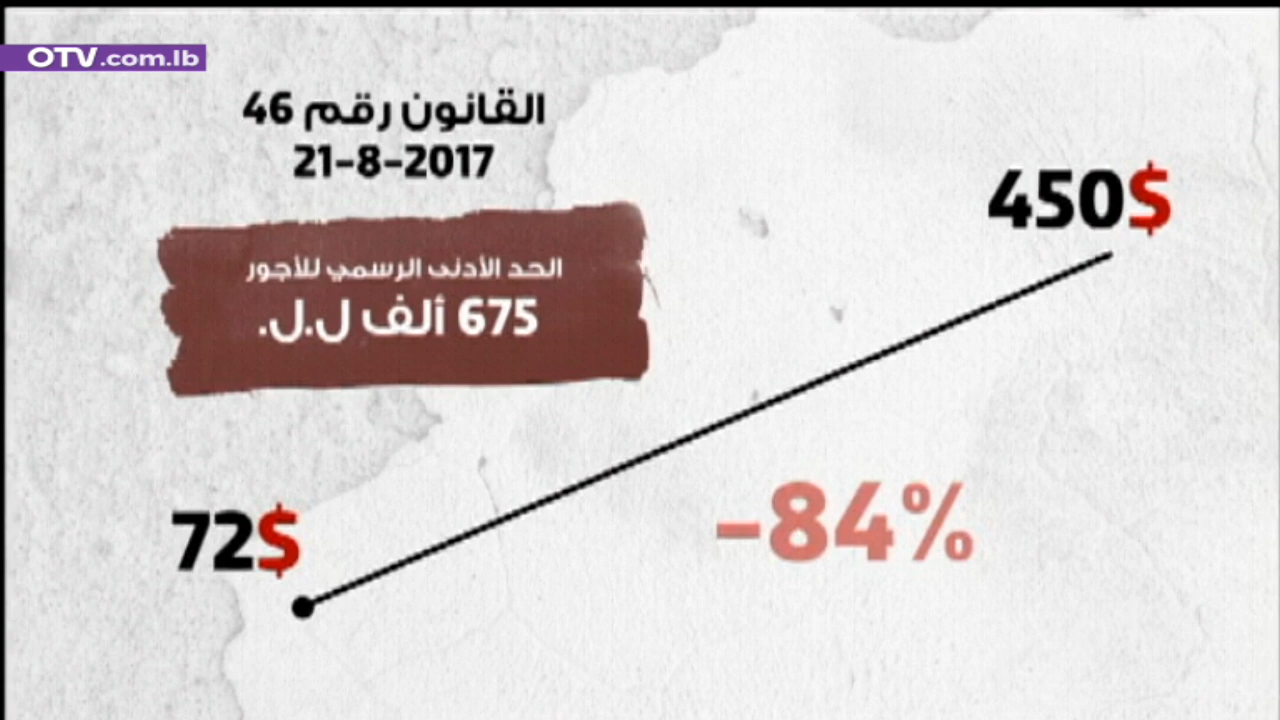 OTV.com.lb
القانون رقم 46
21-8-2017
الحد الأدنى الرسمي للأجور
675 ألف ل.ل.
450$
72$
-84%